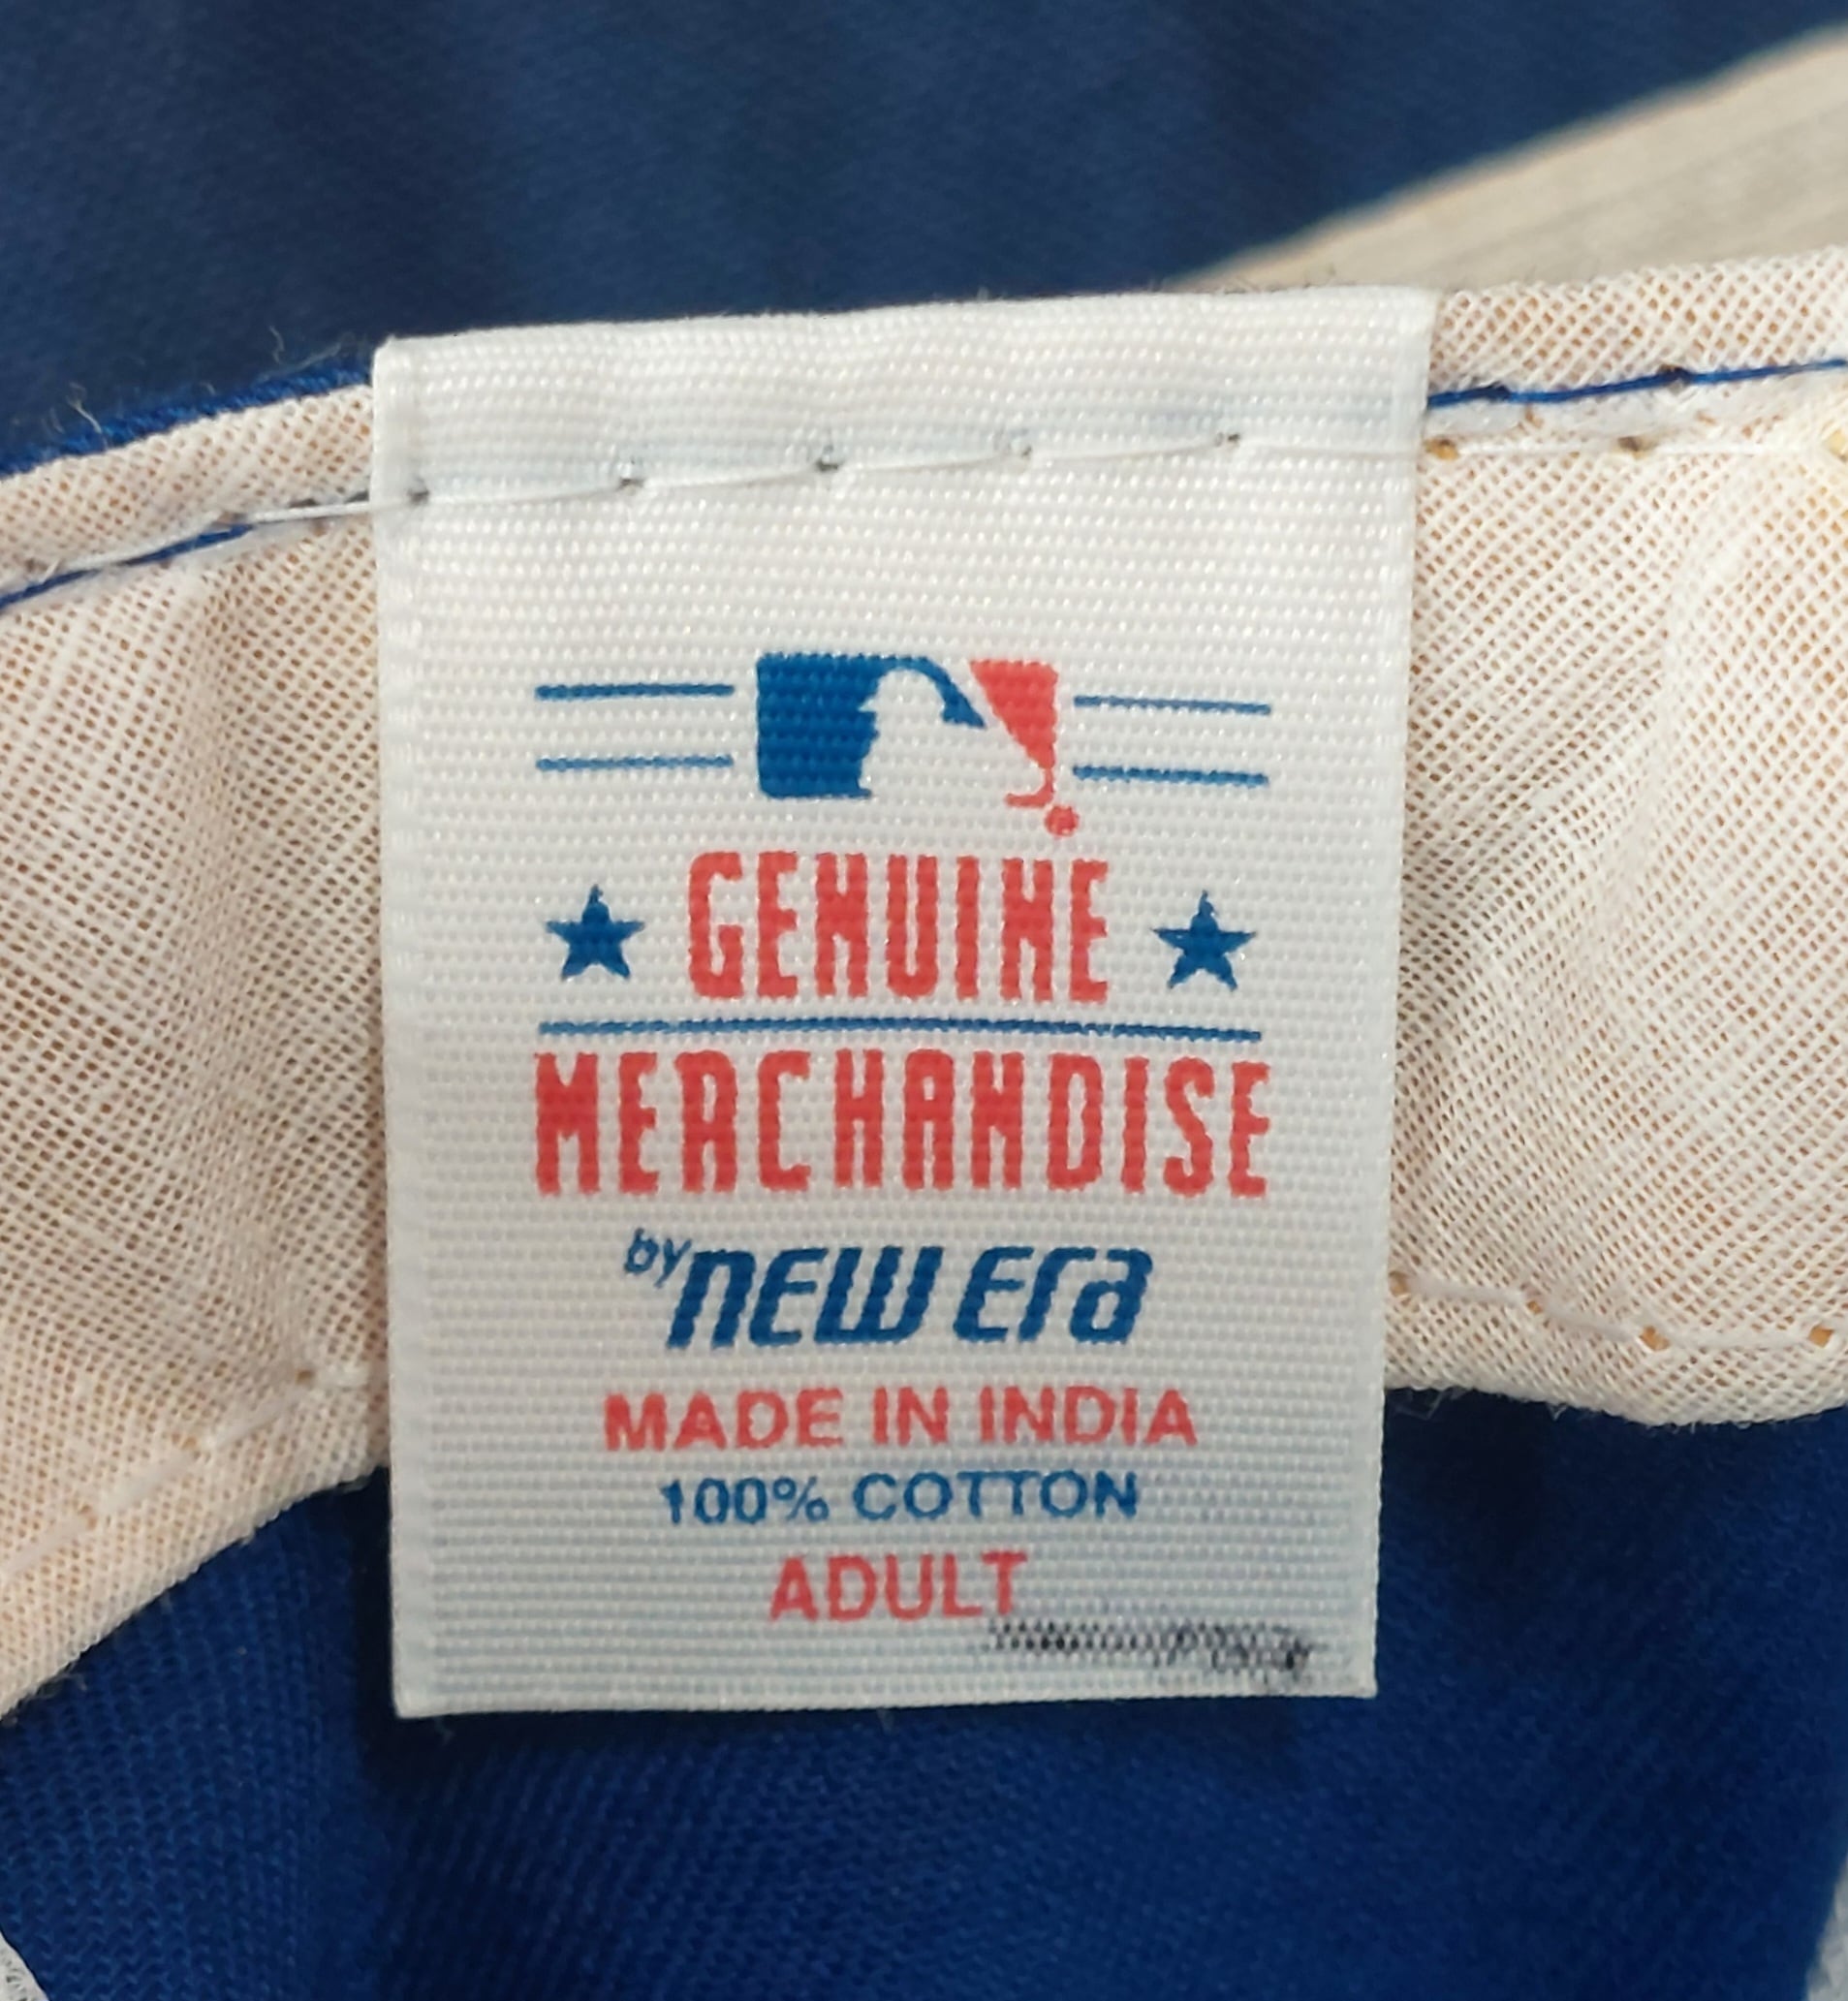 GENUINE
MERCHANDISE
by NEW ERA
MADE IN INDIA
100% COTTON
ADULT